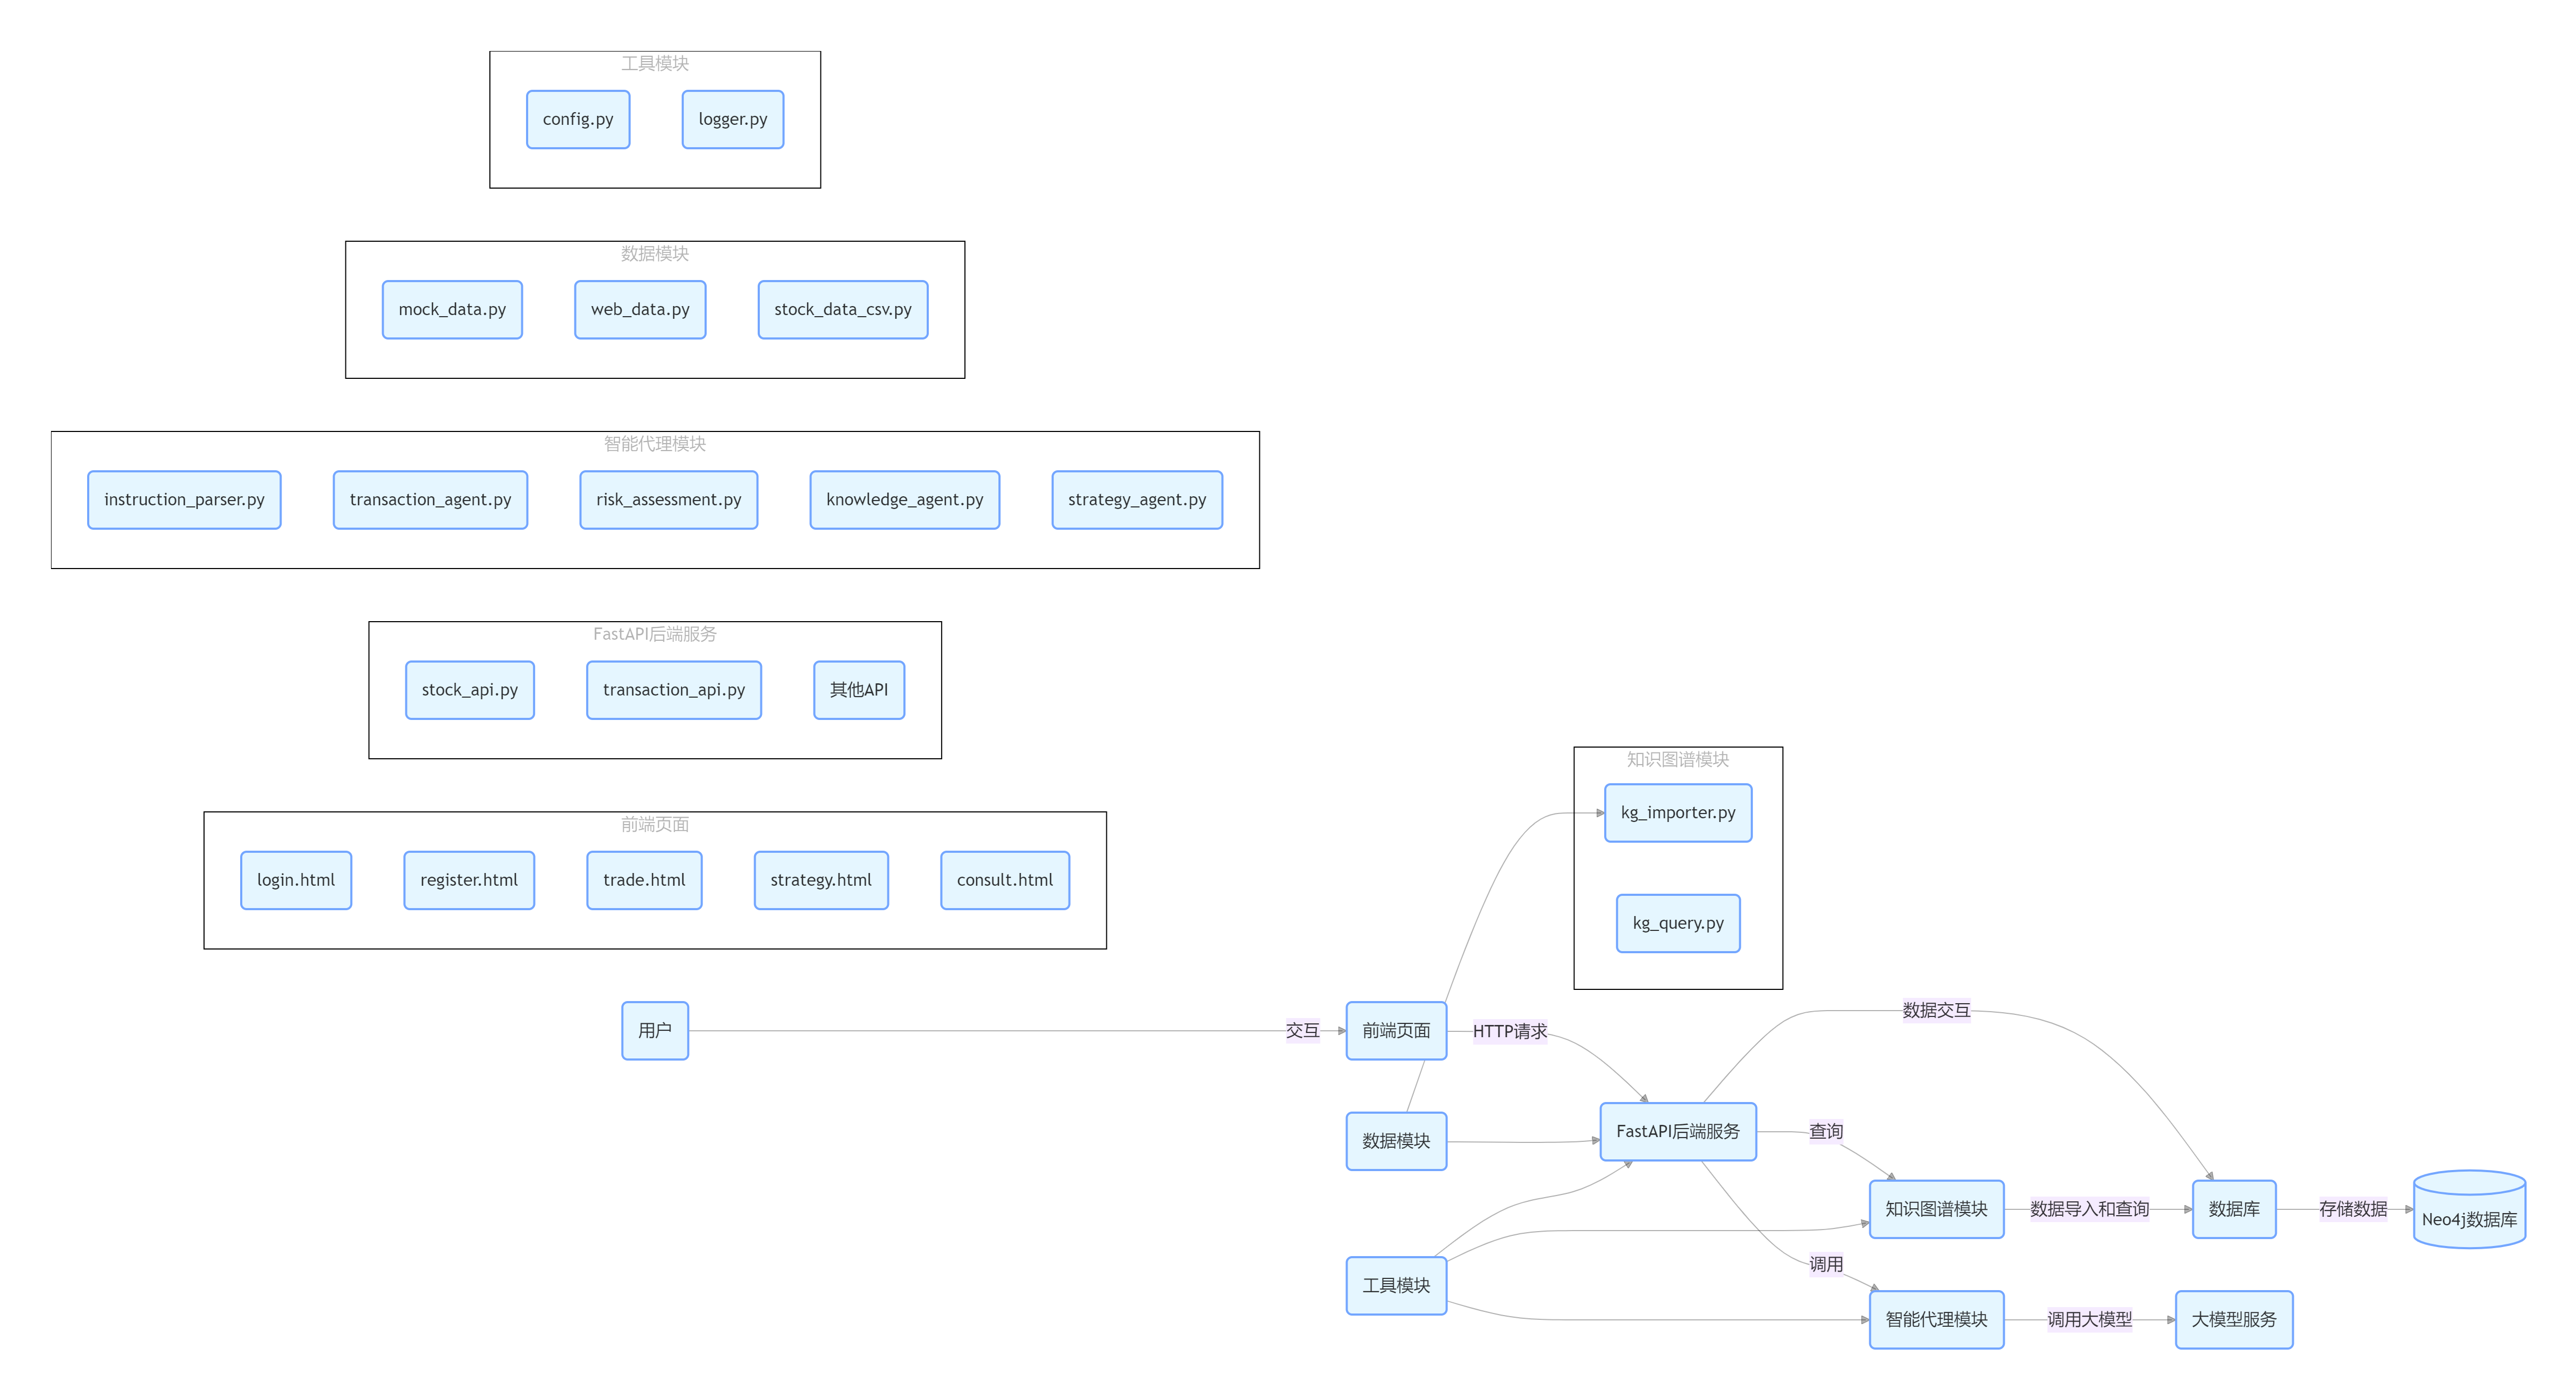 工具模块
config.py
logger.py
数据模块
mock_data.py
web_data.py
stock_data_csv.py
智能代理模块
instruction_parser.py
transaction_agent.py
risk_assessment.py
knowledge_agent.py
strategy_agent.py
FastAPI后端服务
stock_api.py
transaction_api.py
其他API
前端页面
login.html
register.html
trade.html
strategy.html
consult.html
知识图谱模块
kg_importer.py
kg_query.py
用户
交互
前端页面
HTTP请求
数据交互
数据模块
FastAPI后端服务
查询
知识图谱模块
数据导入和查询
数据库
存储数据
Neo4j数据库
工具模块
调用
智能代理模块
调用大模型
大模型服务